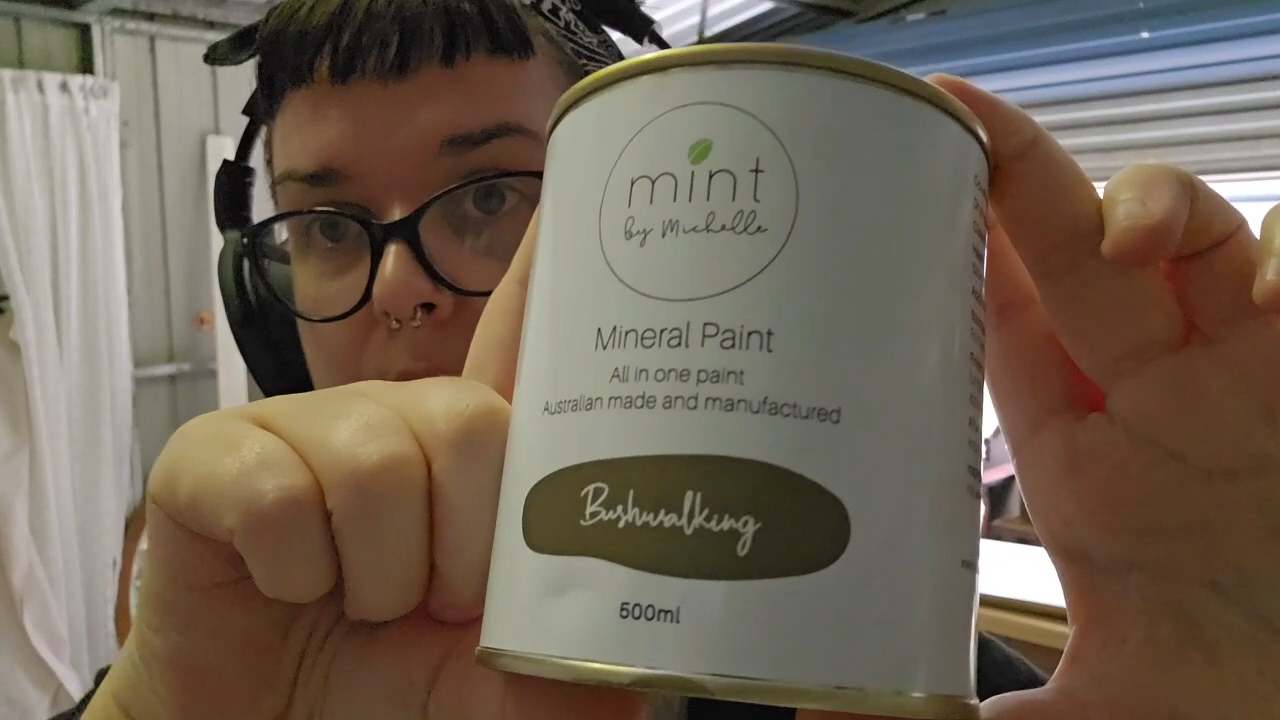 mint
by Michelle
Mineral Paint
All in one paint
Australian made and manufactured
Bushwalking
500ml